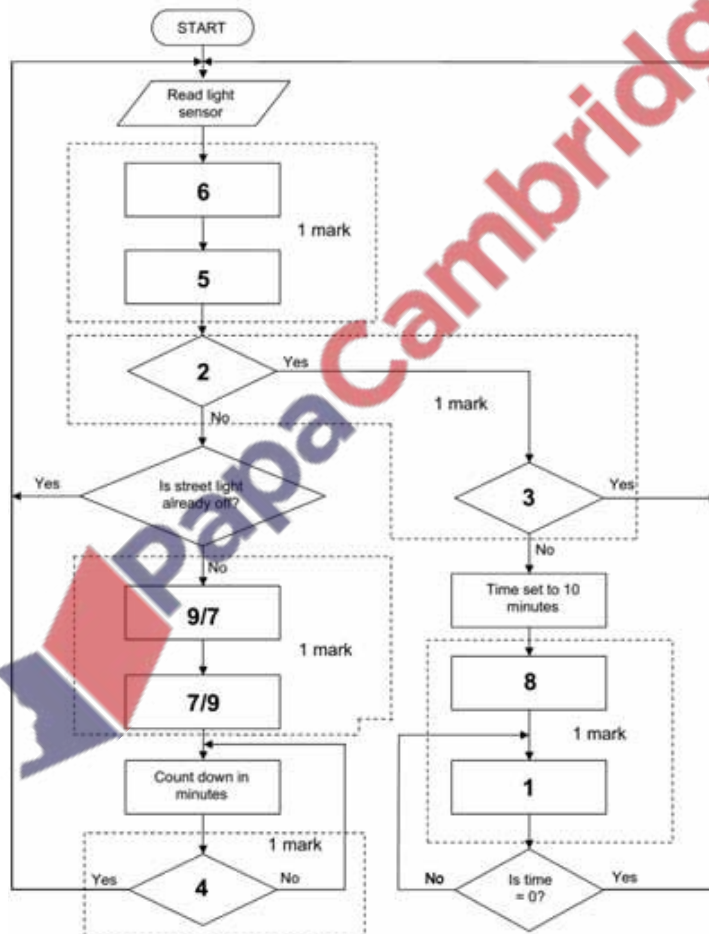 START
Read light
sensor
6
1 mark
5
2
Yes
1 mark
No
Yes
Is street light
already off?
3
Yes
No
No
9/7
Time set to 10
minutes
1 mark
8
7/9
1 mark
Count down in
minutes
1
1 mark
Yes
4
No
No
Is time
= 0?
Yes
PapaCambridg